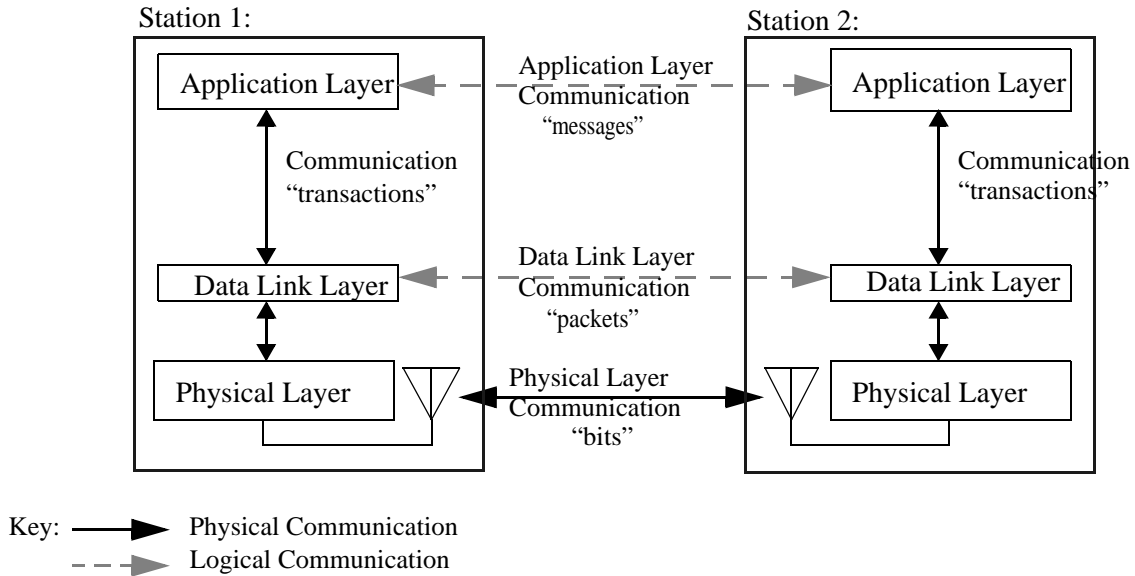 Station 1:
Station 2:
Application Layer
Application Layer
Communication
“messages”
Application Layer
Communication
“transactions”
Communication
“transactions”
Data Link Layer
Data Link Layer
Communication
“packets”
Data Link Layer
Physical Layer
Physical Layer
Communication
“bits”
Physical Layer
Key:
Physical Communication
Logical Communication